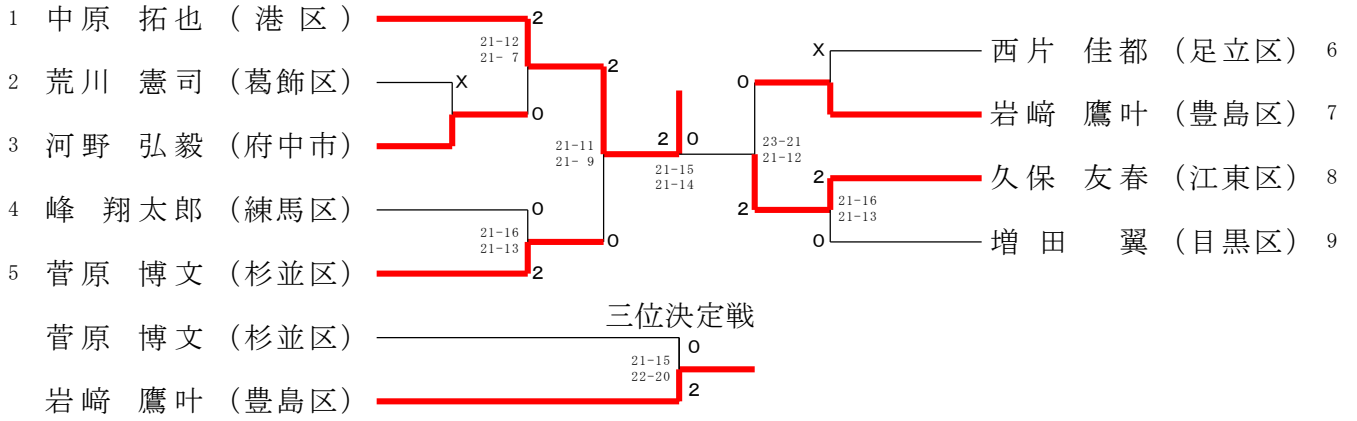 1 中原 拓也 (港区)
2
21-12
21- 7
2 荒川 憲司 (葛飾区)
X
2
0
3 河野 弘毅 (府中市)
21-11
21- 9
4 峰 翔太郎 (練馬区)
0
21-16
21-13
0
5 菅原 博文 (杉並区)
2
2 0
21-15
21-14
X
西片 佳都 (足立区) 6
0
岩﨑 鷹叶 (豊島区) 7
23-21
21-12
2
久保 友春 (江東区) 8
21-16
21-13
2
0
増田 翼 (目黒区) 9
三位決定戦
菅原 博文 (杉並区)
0
21-15
22-20
岩﨑 鷹叶 (豊島区)
2